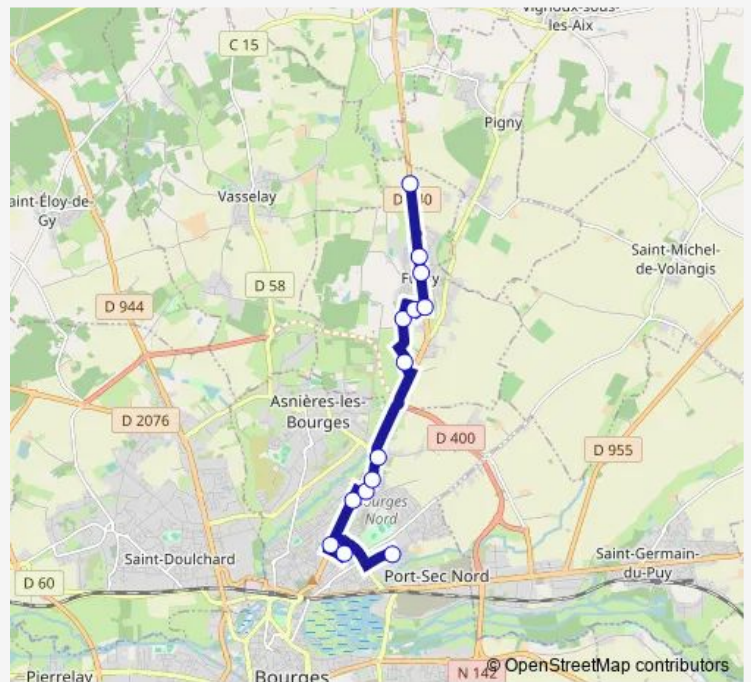 Vignoux-sous-
les-Aix
C 15
Pigny
Vasselay
aint-Éloy-de-
Gy
Saint-Michel-
de-Volangis
D 58
D 944
Asnières-les-
Bourges
D 2076
D 400
D 955
Nord
Saint-Doulchard
Saint-Germain-
du-Puy
Port-Sec Nord
D 60
N 142
© OpenStreetMap contributors
Pierrelay
Bourges